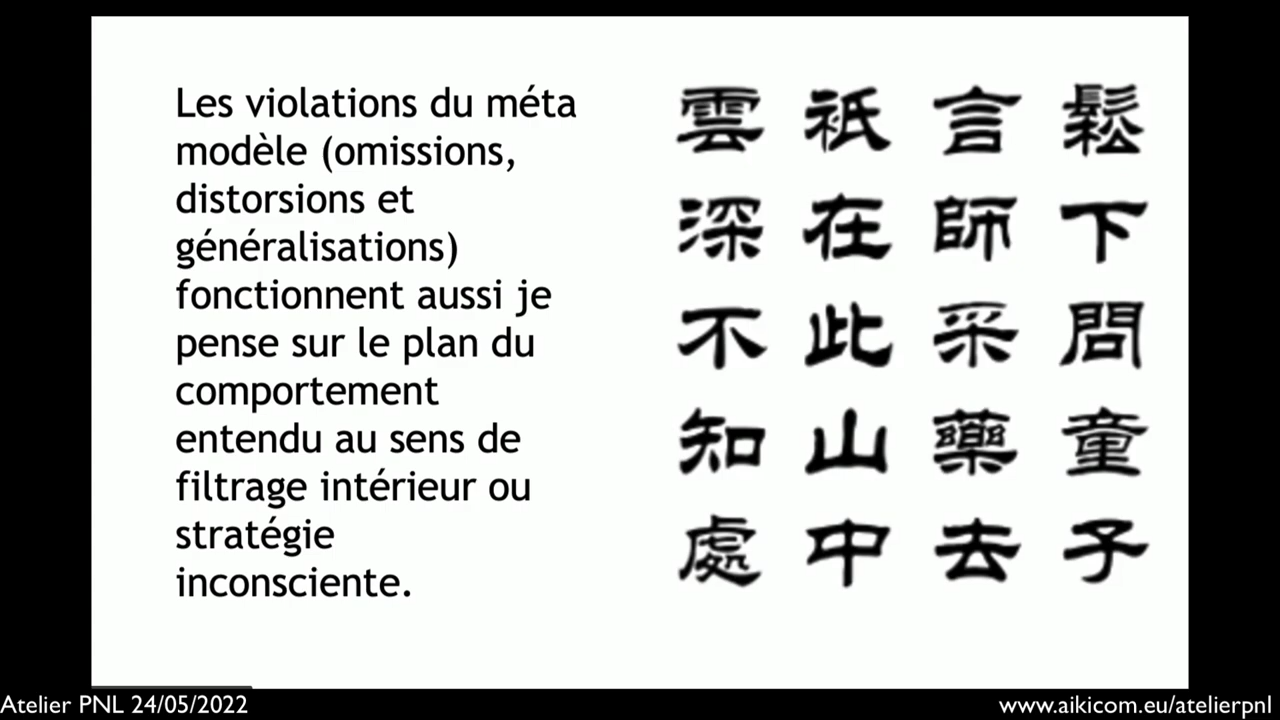 Les violations du méta
modèle (omissions,
distorsions et
généralisations)
fonctionnent aussi je
pense sur le plan du
comportement
entendu au sens de
filtrage intérieur ou
stratégie
inconsciente.
鬆下問童子
言師采藥去
祇在此山中
雲深不知處
Atelier PNL 24/05/2022
www.aikicom.eu/atelierpnl